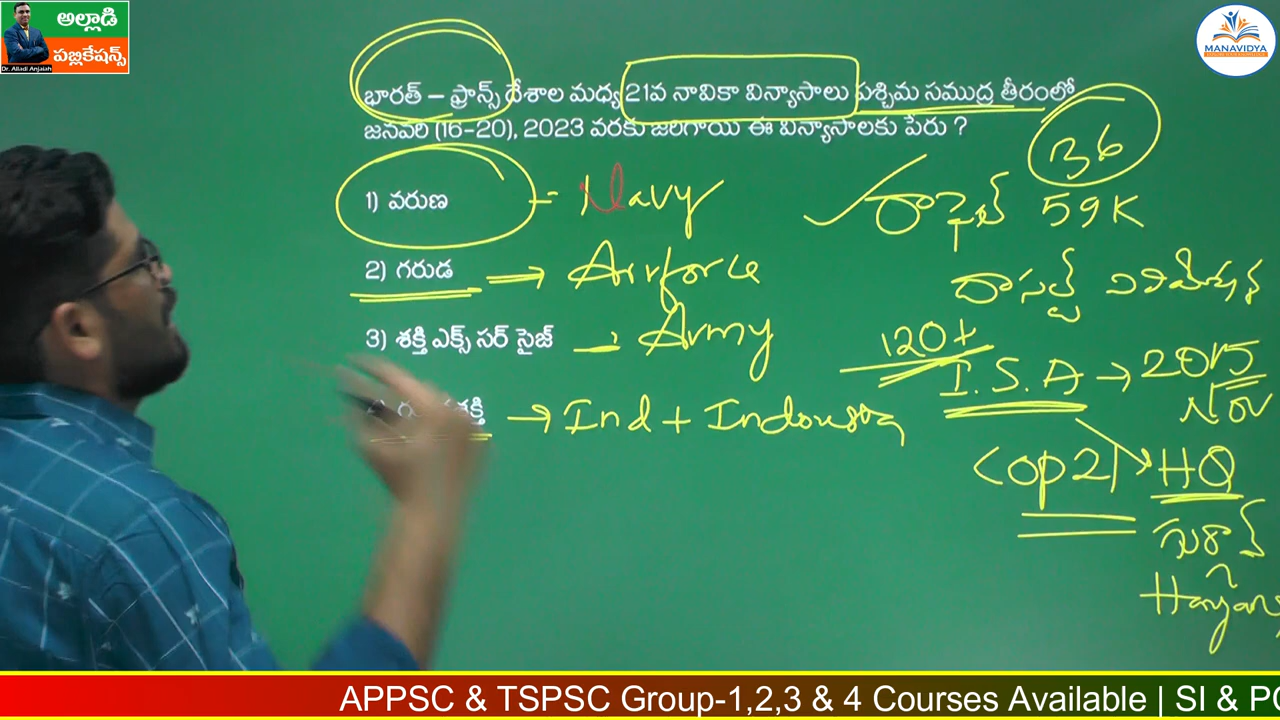 అల్లాడి
పబ్లికేషన్స్
Dr. Alladi Anjaiah
MANAVIDYA
భారత్ – ఫ్రాన్స్ దేశాల మధ్య 21వ నావికా విన్యాసాలు పశ్చిమ సముద్ర తీరంలో
జనవరి (16-20), 2023 వరకు జరిగాయి ఈ విన్యాసాలకు పేరు ?
36
1) వరుణ - Navy
రాఫెల్ 59K
2) గరుడ → Airforce
3) శక్తి ఎక్స్ సర్ సైజ్ - Army
120+
I.S.A → 2015
Nov
శక్తి → Ind +
Cop21 → HQ
APPSC & TSPSC Group-1,2,3 & 4 Courses Available | SI & PC